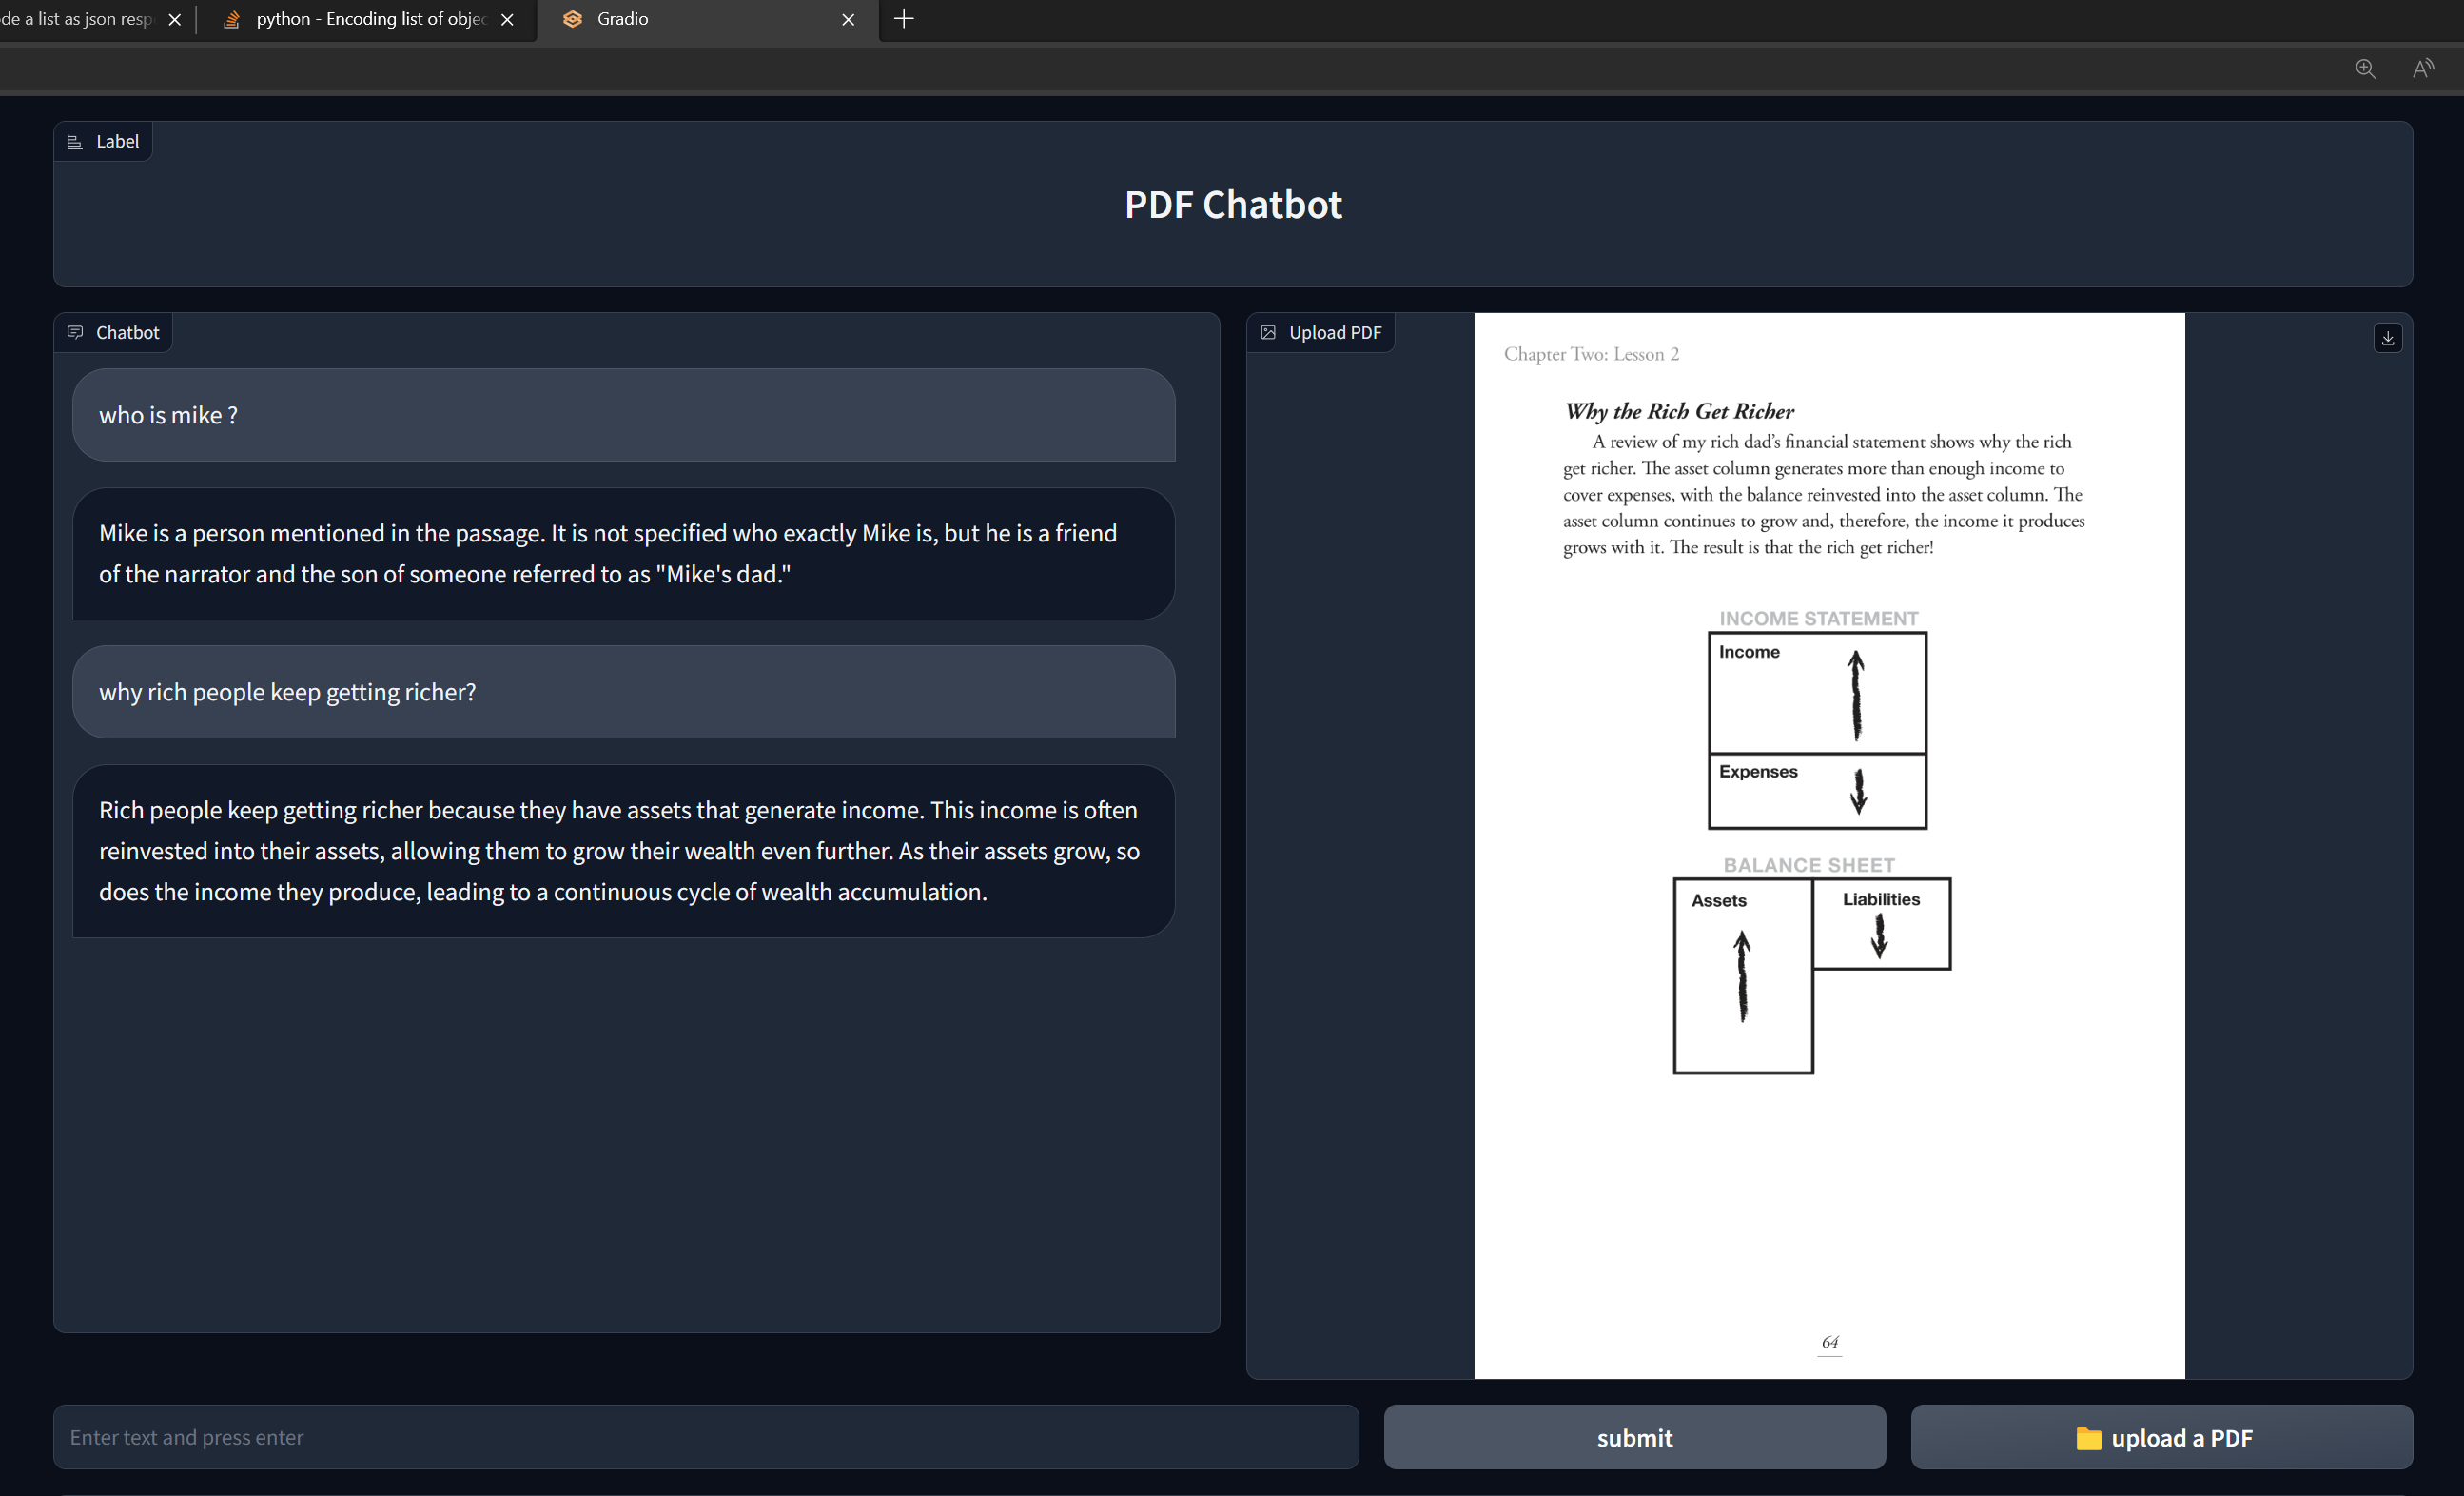 de a list as json resp
python - Encoding list of objec
Gradio
Label
PDF Chatbot
Chatbot
who is mike ?
Mike is a person mentioned in the passage. It is not specified who exactly Mike is, but he is a friend
of the narrator and the son of someone referred to as "Mike's dad."
why rich people keep getting richer?
Rich people keep getting richer because they have assets that generate income. This income is often
reinvested into their assets, allowing them to grow their wealth even further. As their assets grow, so
does the income they produce, leading to a continuous cycle of wealth accumulation.
Upload PDF
Chapter Two: Lesson 2
Why the Rich Get Richer
A review of my rich dad’s financial statement shows why the rich
get richer. The asset column generates more than enough income to
cover expenses, with the balance reinvested into the asset column. The
asset column continues to grow and, therefore, the income it produces
grows with it. The result is that the rich get richer!
INCOME STATEMENT
Income
Expenses
BALANCE SHEET
Assets
Liabilities
64
Enter text and press enter
submit
upload a PDF